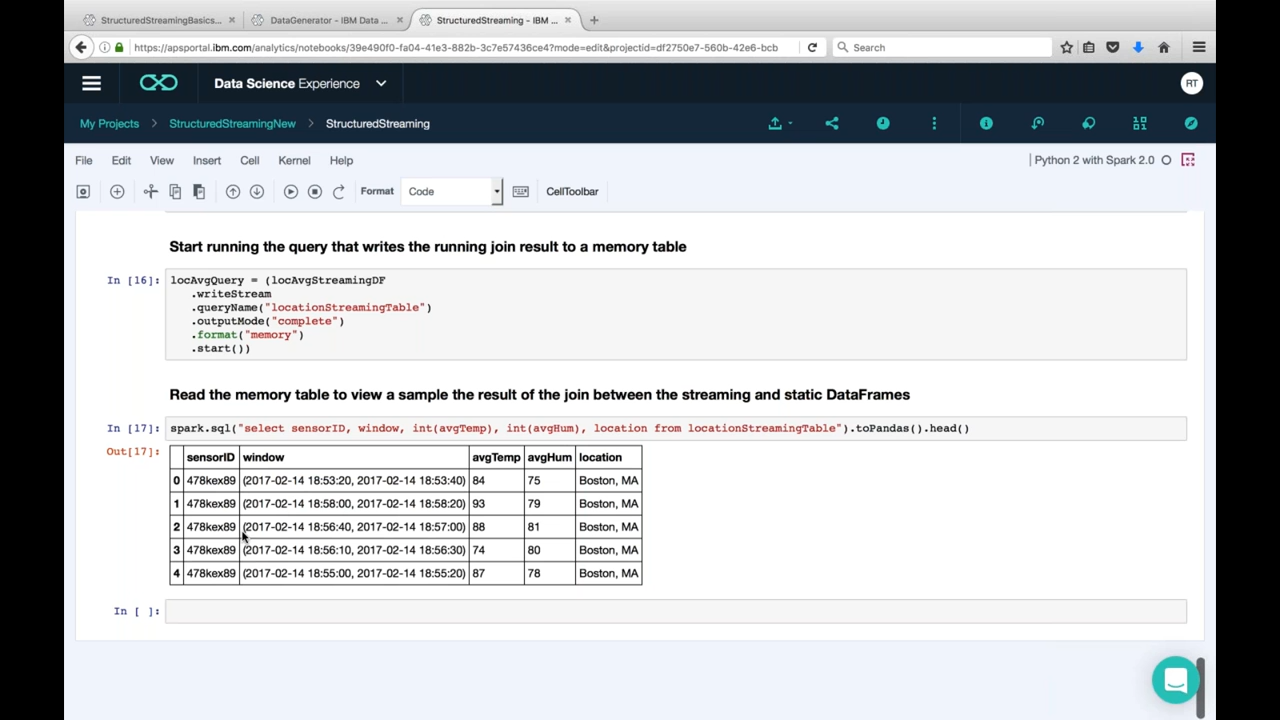 StructuredStreamingBasics... × DataGenerator - IBM Data ... × StructuredStreaming - IBM ... × +
https://apsportal.ibm.com/analytics/notebooks/39e490f0-fa04-41e3-882b-3c7e57436ce4?mode=edit&projectid=df2750e7-560b-42e6-bcb Search
Data Science Experience RT
My Projects > StructuredStreamingNew > StructuredStreaming
File Edit View Insert Cell Kernel Help | Python 2 with Spark 2.0
Format Code CellToolbar
Start running the query that writes the running join result to a memory table
In [16]: locAvgQuery = (locAvgStreamingDF
.writeStream
.queryName("locationStreamingTable")
.outputMode("complete")
.format("memory")
.start())
Read the memory table to view a sample the result of the join between the streaming and static DataFrames
In [17]: spark.sql("select sensorID, window, int(avgTemp), int(avgHum), location from locationStreamingTable").toPandas().head()
Out[17]:
sensorID window avgTemp avgHum location
0 478kex89 (2017-02-14 18:53:20, 2017-02-14 18:53:40) 84 75 Boston, MA
1 478kex89 (2017-02-14 18:58:00, 2017-02-14 18:58:20) 93 79 Boston, MA
2 478kex89 (2017-02-14 18:56:40, 2017-02-14 18:57:00) 88 81 Boston, MA
3 478kex89 (2017-02-14 18:56:10, 2017-02-14 18:56:30) 74 80 Boston, MA
4 478kex89 (2017-02-14 18:55:00, 2017-02-14 18:55:20) 87 78 Boston, MA
In [ ]: